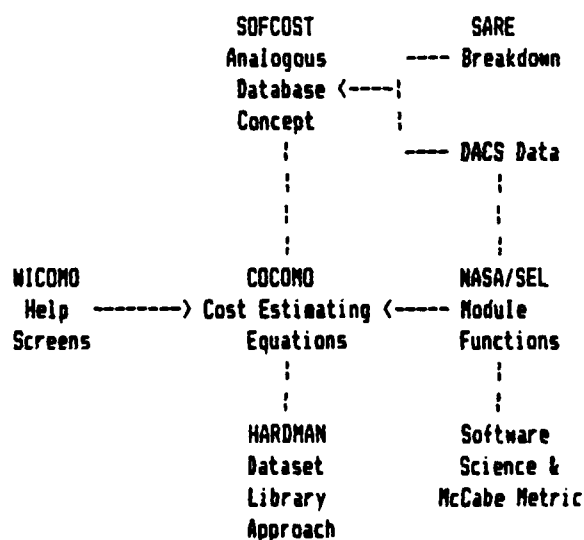 SOFCOST SARE
Analogous ---- Breakdown
Database <----¦
Concept ¦
¦ ---- DACS Data
¦ ¦
¦ ¦
¦ ¦
WICOMO COCOMO NASA/SEL
Help -------> Cost Estimating <----- Module
Screens Equations Functions
¦ ¦
¦ ¦
HARDMAN Software
Dataset Science &
Library McCabe Metric
Approach